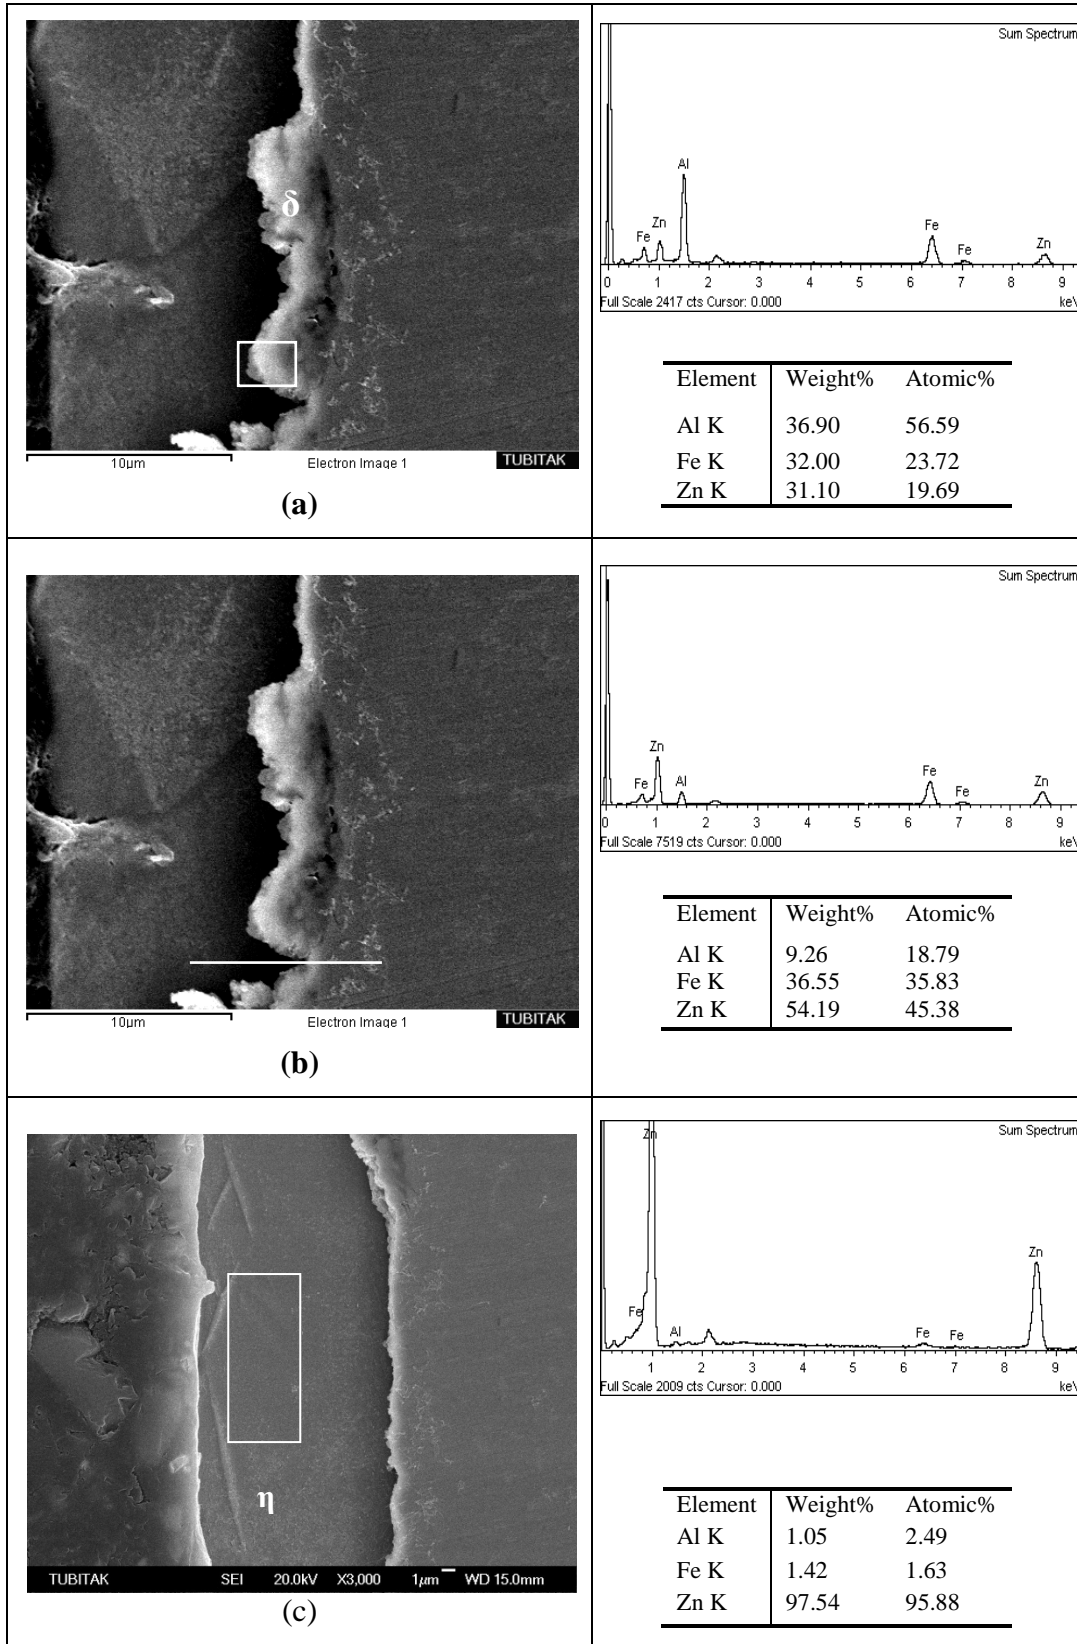 δ
10µm Electron Image 1 TUBITAK
(a)
Sum Spectrum
Al
Zn
Fe
Fe
Fe
Zn
0 1 2 3 4 5 6 7 8 9
Full Scale 2417 cts Cursor: 0.000 keV
Element Weight% Atomic%
Al K 36.90 56.59
Fe K 32.00 23.72
Zn K 31.10 19.69
10µm Electron Image 1 TUBITAK
(b)
Sum Spectrum
Zn
Fe Al
Fe
Fe
Zn
0 1 2 3 4 5 6 7 8 9
Full Scale 7519 cts Cursor: 0.000 keV
Element Weight% Atomic%
Al K 9.26 18.79
Fe K 36.55 35.83
Zn K 54.19 45.38
η
TUBITAK SEI 20.0kV X3,000 1µm WD 15.0mm
(c)
Sum Spectrum
Zn
Zn
Fe
Al
Fe Fe
1 2 3 4 5 6 7 8 9
Full Scale 2009 cts Cursor: 0.000 keV
Element Weight% Atomic%
Al K 1.05 2.49
Fe K 1.42 1.63
Zn K 97.54 95.88